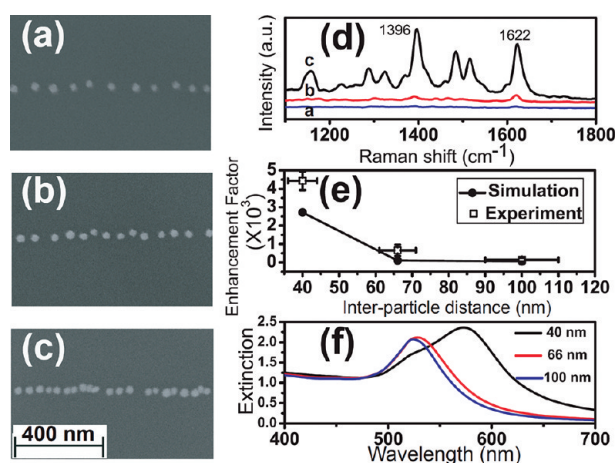 (a)
(b)
(c)
400 nm
(d)
1396
1622
c
b
a
Intensity (a.u.)
1200 1400 1600 1800
Raman shift (cm⁻¹)
(e)
Simulation
Experiment
Enhancement Factor
(X10³)
5
4
3
2
1
0
40 50 60 70 80 90 100 110 120
Inter-particle distance (nm)
(f)
40 nm
66 nm
100 nm
Extinction
2.5
2.0
1.5
1.0
0.5
0.0
400 500 600 700
Wavelength (nm)